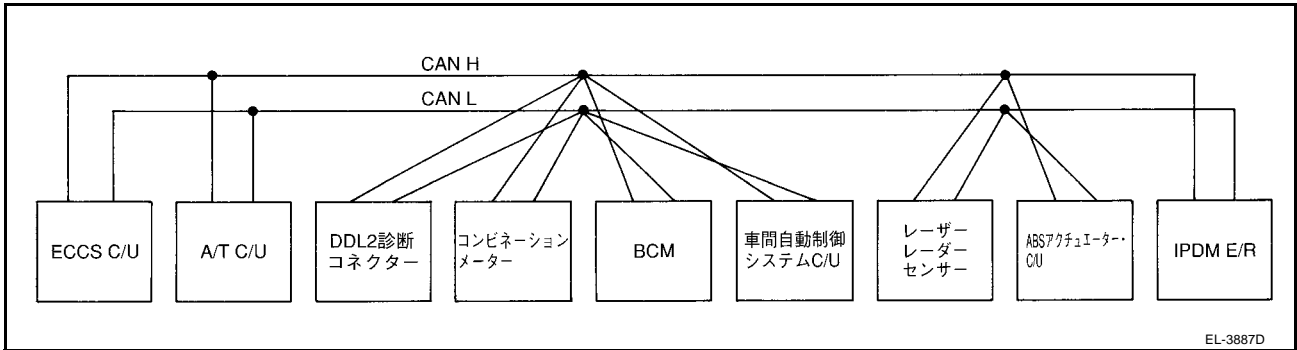 CAN H
CAN L
ECCS C/U
A/T C/U
DDL2診断
コネクター
コンビネーション
メーター
BCM
車間自動制御
システムC/U
レーザー
レーダー
センサー
ABSアクチュエーター・
C/U
IPDM E/R
EL-3887D